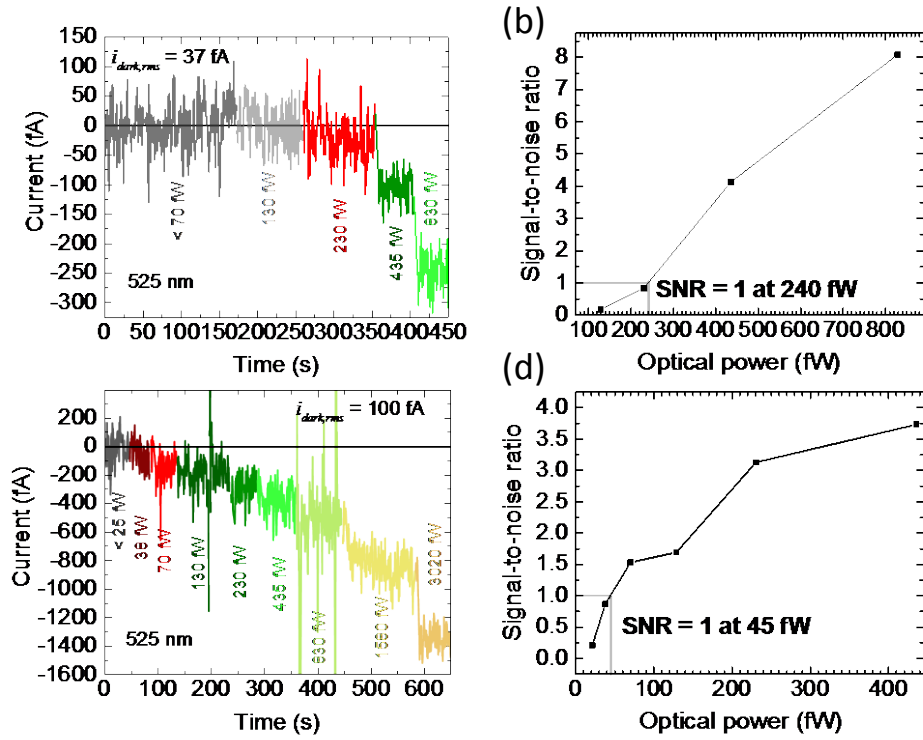 (b)
i_dark,rms = 37 fA
150
100
50
0
-50
-100
-150
-200
-250
-300
Current (fA)
< 70 fW
130 fW
230 fW
435 fW
830 fW
525 nm
0 50 100 150 200 250 300 350 400 450
Time (s)
8
7
6
5
4
3
2
1
0
Signal-to-noise ratio
SNR = 1 at 240 fW
100 200 300 400 500 600 700 800
Optical power (fW)
i_dark,rms = 100 fA
200
0
-200
-400
-600
-800
-1000
-1200
-1400
-1600
Current (fA)
< 25 fW
38 fW
70 fW
130 fW
230 fW
435 fW
830 fW
1580 fW
3020 fW
525 nm
0 50 100 150 200 250 300 350 400 450 500 550 600
Time (s)
(d)
4.0
3.5
3.0
2.5
2.0
1.5
1.0
0.5
0.0
Signal-to-noise ratio
SNR = 1 at 45 fW
0 100 200 300 400
Optical power (fW)